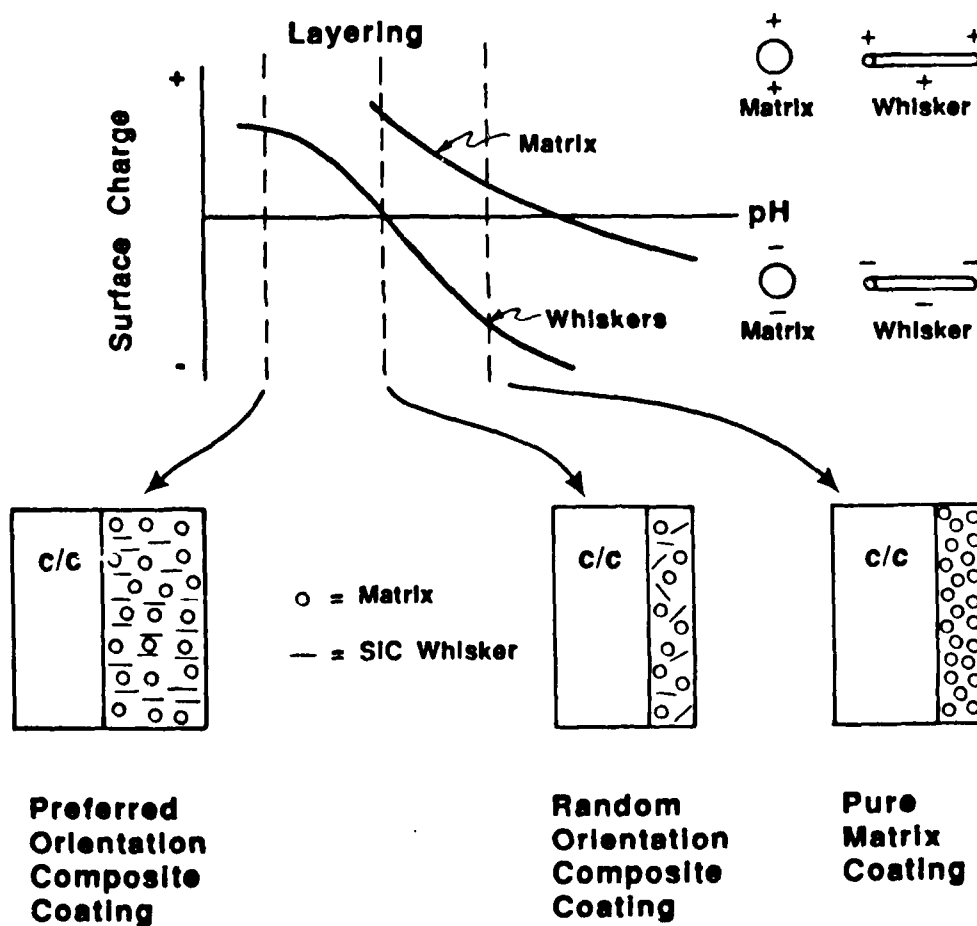 Layering
+
Surface Charge
-
Matrix
Whiskers
pH
+
+
Matrix
+ +
+
Whisker
-
-
Matrix
- -
-
Whisker
c/c
o = Matrix
— = SiC Whisker
c/c
c/c
Preferred
Orientation
Composite
Coating
Random
Orientation
Composite
Coating
Pure
Matrix
Coating